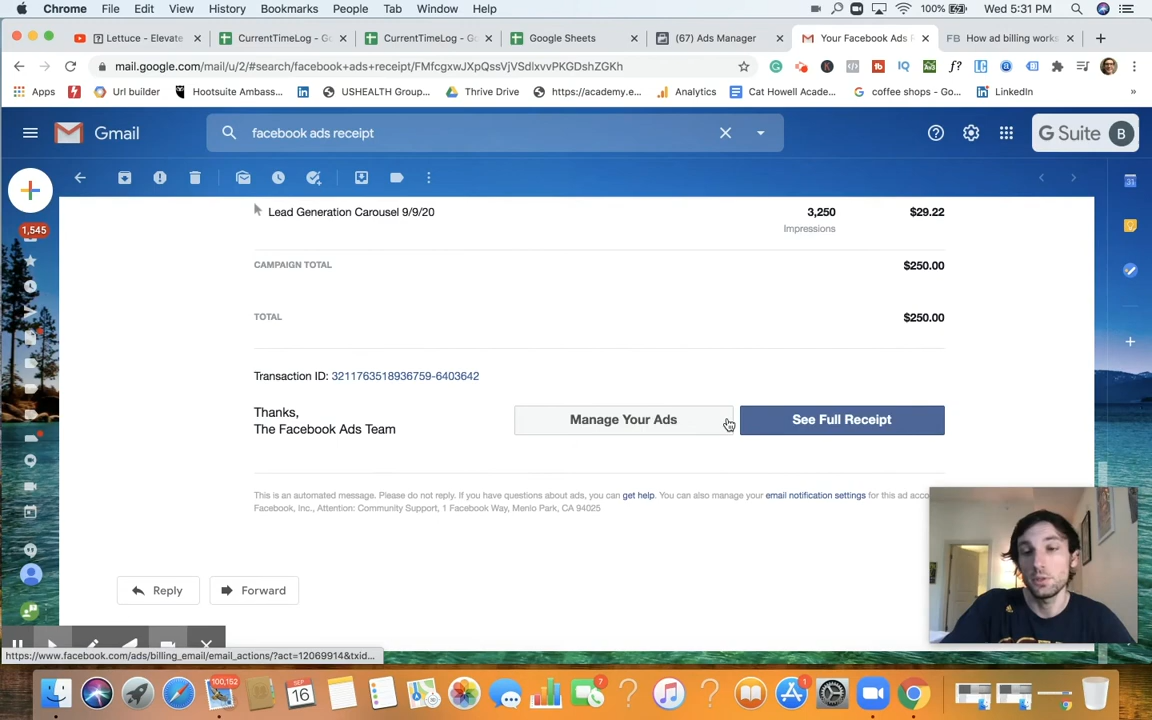 Chrome File Edit View History Bookmarks People Tab Window Help 100% Wed 5:31 PM
Lettuce - Elevate CurrentTimeLog - Go CurrentTimeLog - Go Google Sheets (67) Ads Manager Your Facebook Ads R FB How ad billing works
mail.google.com/mail/u/2/#search/facebook+ads+receipt/FMfcgxwJXpQssVjVSdlxvvPKGDshZGKh
Apps Url builder Hootsuite Ambass... USHEALTH Group... Thrive Drive https://academy.e... Analytics Cat Howell Acade... coffee shops - Go... LinkedIn »
Gmail facebook ads receipt G Suite B
1,545
Lead Generation Carousel 9/9/20 3,250 $29.22
Impressions
CAMPAIGN TOTAL $250.00
TOTAL $250.00
Transaction ID: 3211763518936759-6403642
Thanks,
The Facebook Ads Team
Manage Your Ads See Full Receipt
This is an automated message. Please do not reply. If you have questions about ads, you can get help. You can also manage your email notification settings for this ad acco
Facebook, Inc., Attention: Community Support, 1 Facebook Way, Menlo Park, CA 94025
Reply Forward
https://www.facebook.com/ads/billing_email/email_actions/?act=12069914&txid...
100,152 SEP 16 7 1